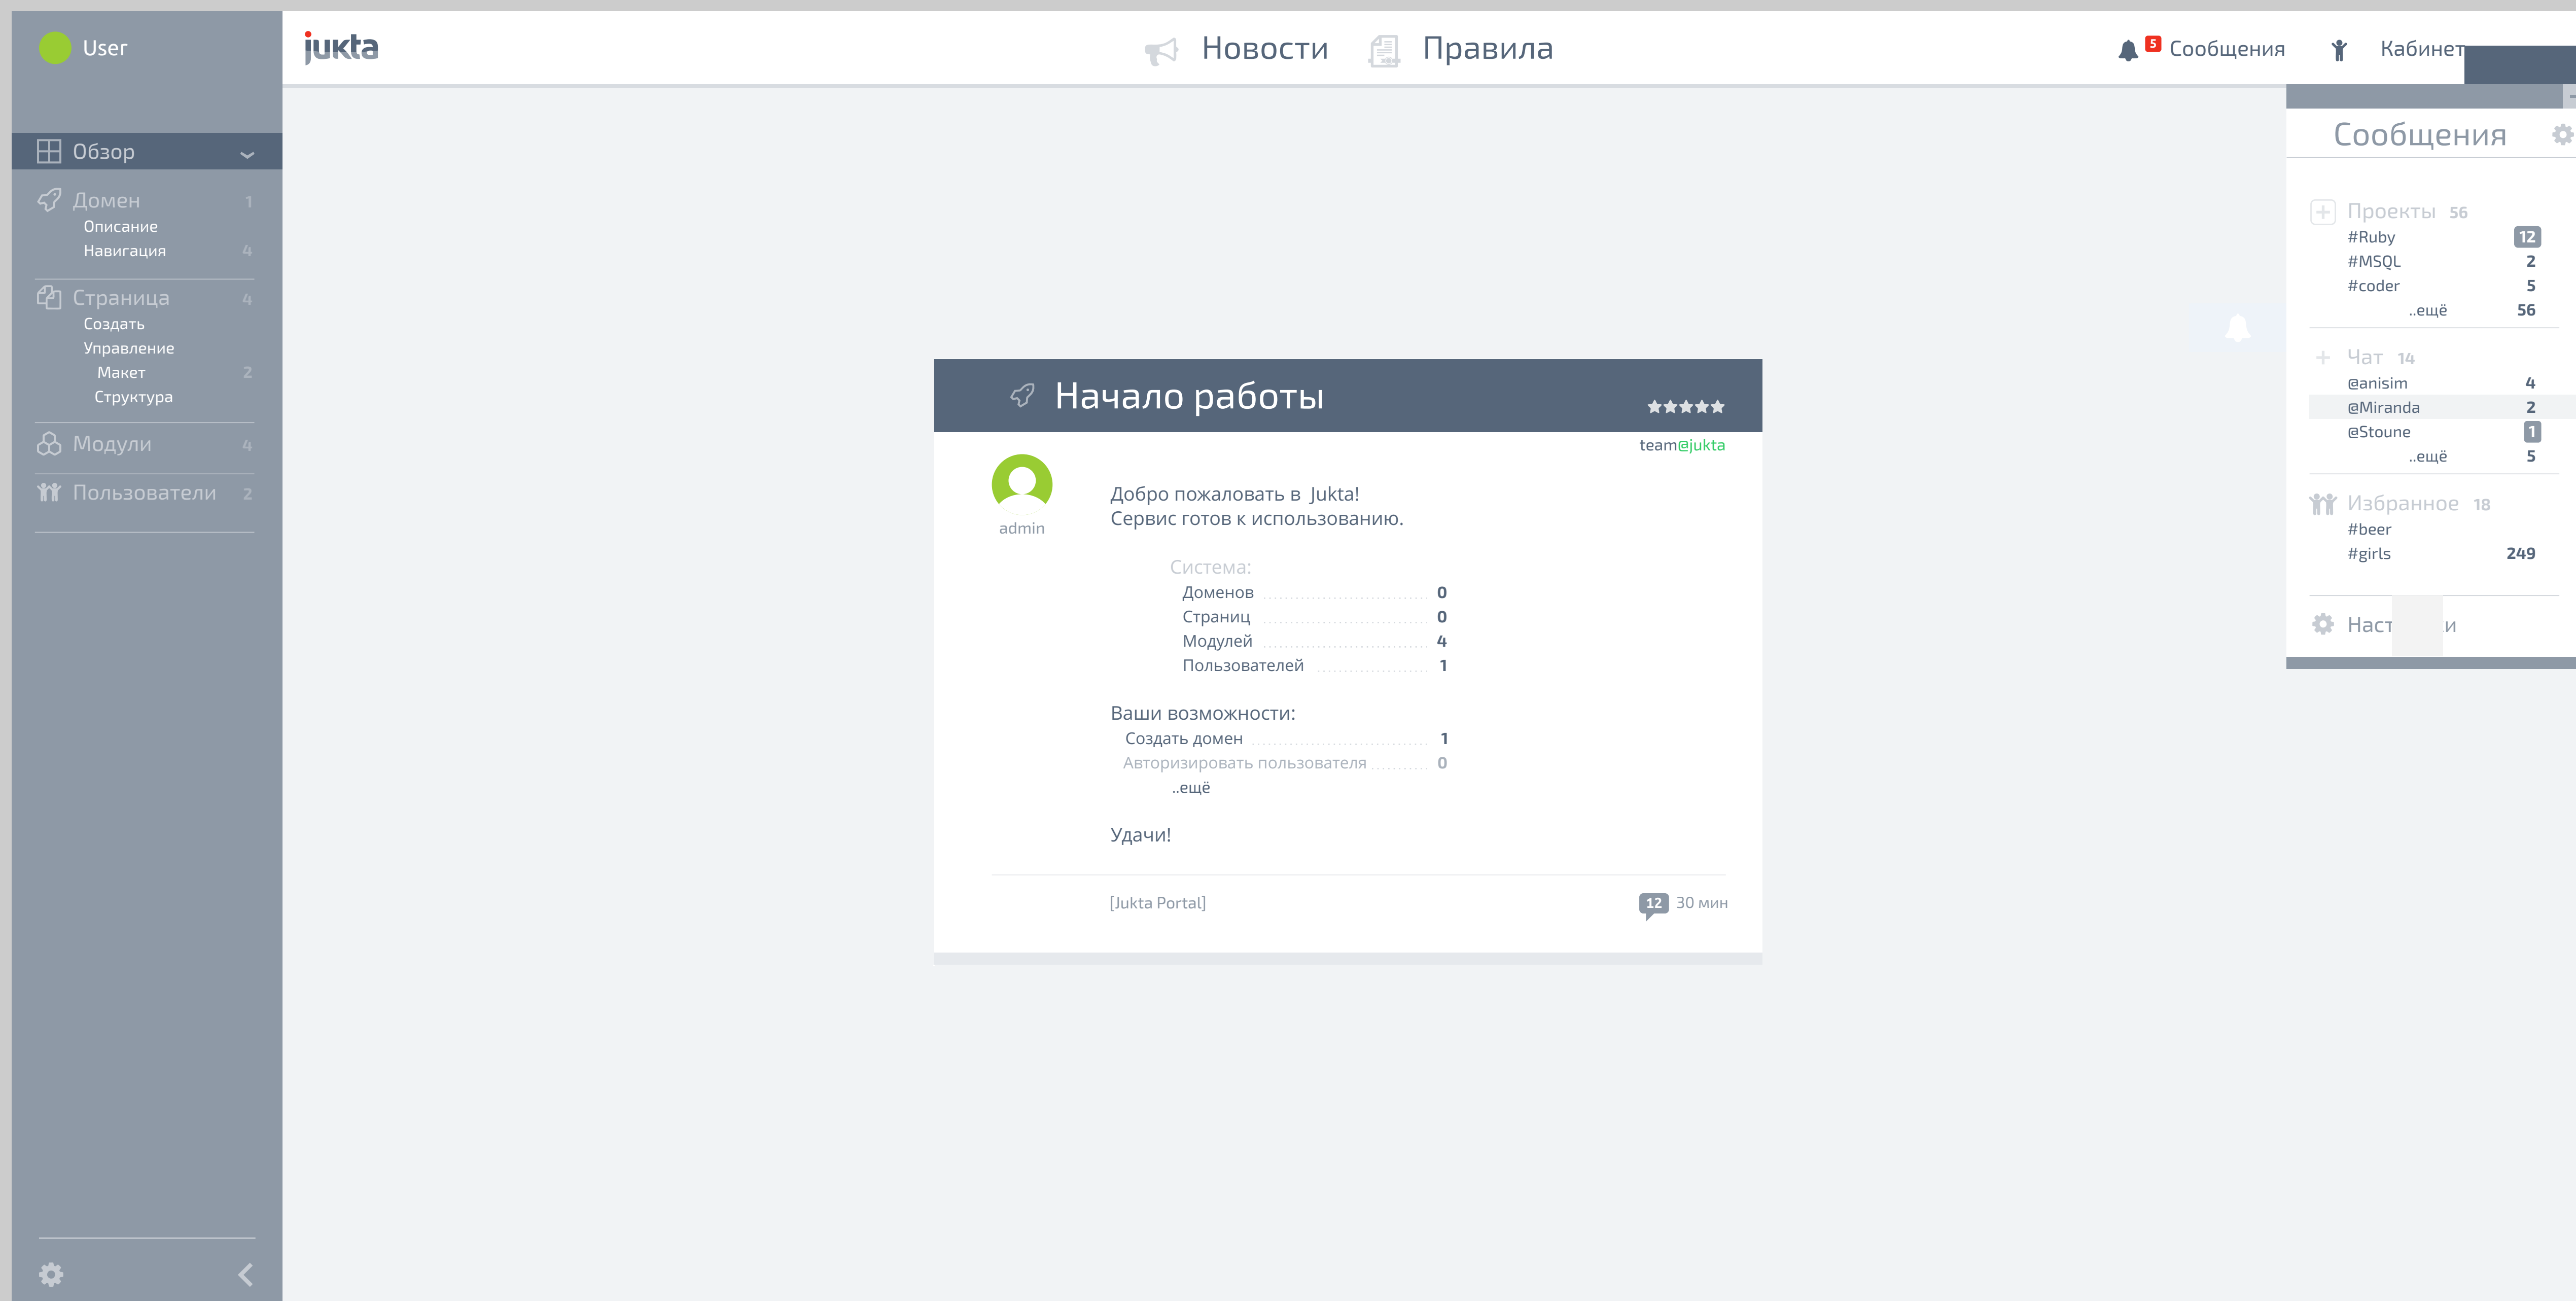 User
jukta
Новости
Правила
5 Сообщения
Кабинет
Обзор
Домен 1
Описание
Навигация 4
Страница 4
Создать
Управление
Макет 2
Структура
Модули 4
Пользователи 2
Начало работы
team@jukta
admin
Добро пожаловать в Jukta!
Сервис готов к использованию.
Система:
Доменов 0
Страниц 0
Модулей 4
Пользователей 1
Ваши возможности:
Создать домен 1
Авторизировать пользователя 0
..ещё
Удачи!
[Jukta Portal]
12 30 мин
Сообщения
Проекты 56
#Ruby 12
#MSQL 2
#coder 5
..ещё 56
Чат 14
@anisim 4
@Miranda 2
@Stoune 1
..ещё 5
Избранное 18
#beer
#girls 249